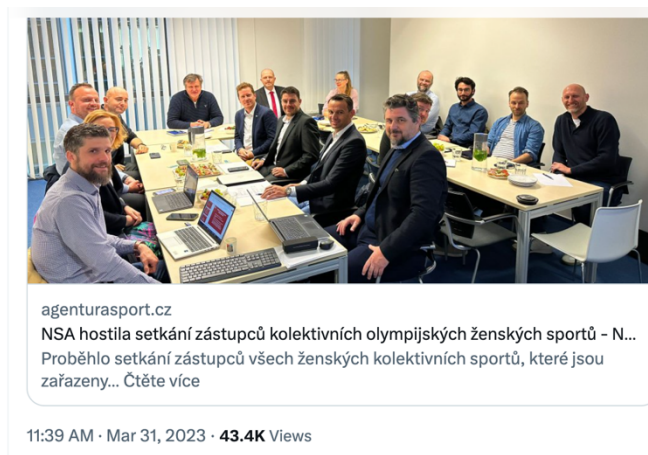 agenturasport.cz
NSA hostila setkání zástupců kolektivních olympijských ženských sportů - N...
Proběhlo setkání zástupců všech ženských kolektivních sportů, které jsou
zařazeny... Čtěte více
11:39 AM · Mar 31, 2023 · 43.4K Views